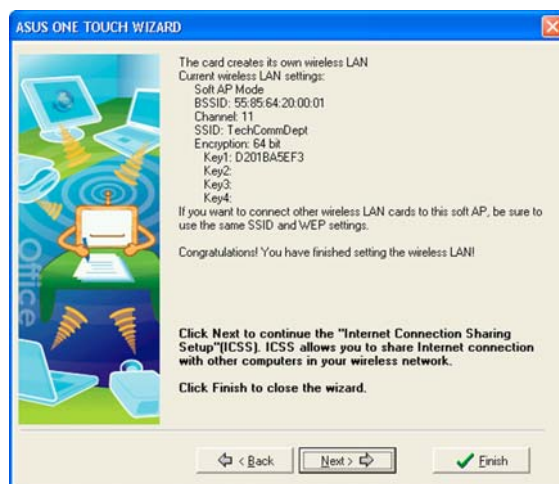 ASUS ONE TOUCH WIZARD
The card creates its own wireless LAN
Current wireless LAN settings:
Soft AP Mode
BSSID: 55:85:64:20:00:01
Channel: 11
SSID: TechCommDept
Encryption: 64 bit
Key1: D201BA5EF3
Key2:
Key3:
Key4:
If you want to connect other wireless LAN cards to this soft AP, be sure to
use the same SSID and WEP settings.
Congratulations! You have finished setting the wireless LAN!
Office
Click Next to continue the "Internet Connection Sharing
Setup"(ICSS). ICSS allows you to share Internet connection
with other computers in your wireless network.
Click Finish to close the wizard.
< Back
Next >
Finish